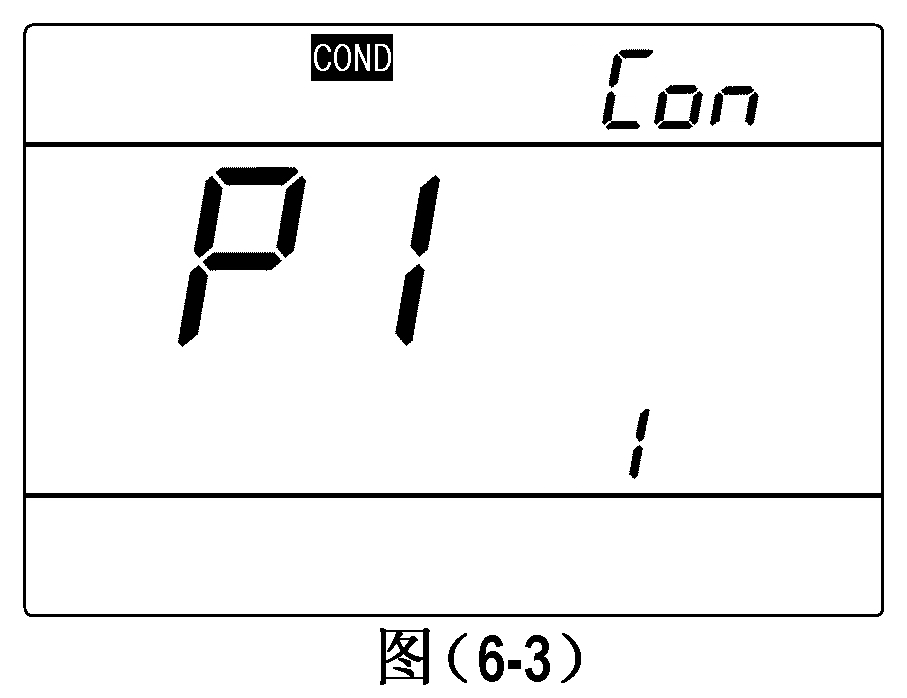 COND Con
P1
1
图（6-3）